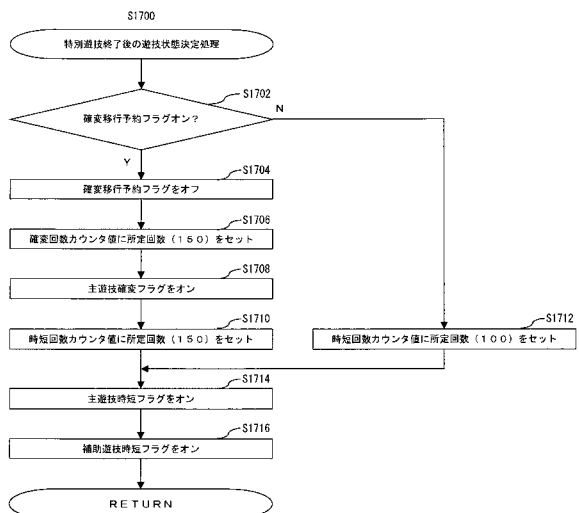 S1700
特別遊技終了後の遊技状態決定処理
S1702
確変移行予約フラグオン?
N
Y
S1704
確変移行予約フラグをオフ
S1706
確変回数カウンタ値に所定回数(150)をセット
S1708
主遊技確変フラグをオン
S1710
時短回数カウンタ値に所定回数(150)をセット
S1712
時短回数カウンタ値に所定回数(100)をセット
S1714
主遊技時短フラグをオン
S1716
補助遊技時短フラグをオン
RETURN